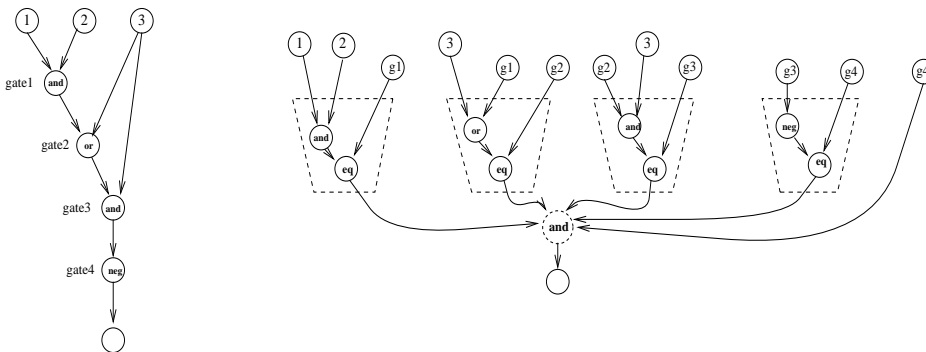 1 2 3
gate1 and
gate2 or
gate3 and
gate4 neg
1 2 g1
and
eq
3 g1 g2
or
eq
g2 3 g3
and
eq
g3 g4
neg
eq
g4
and